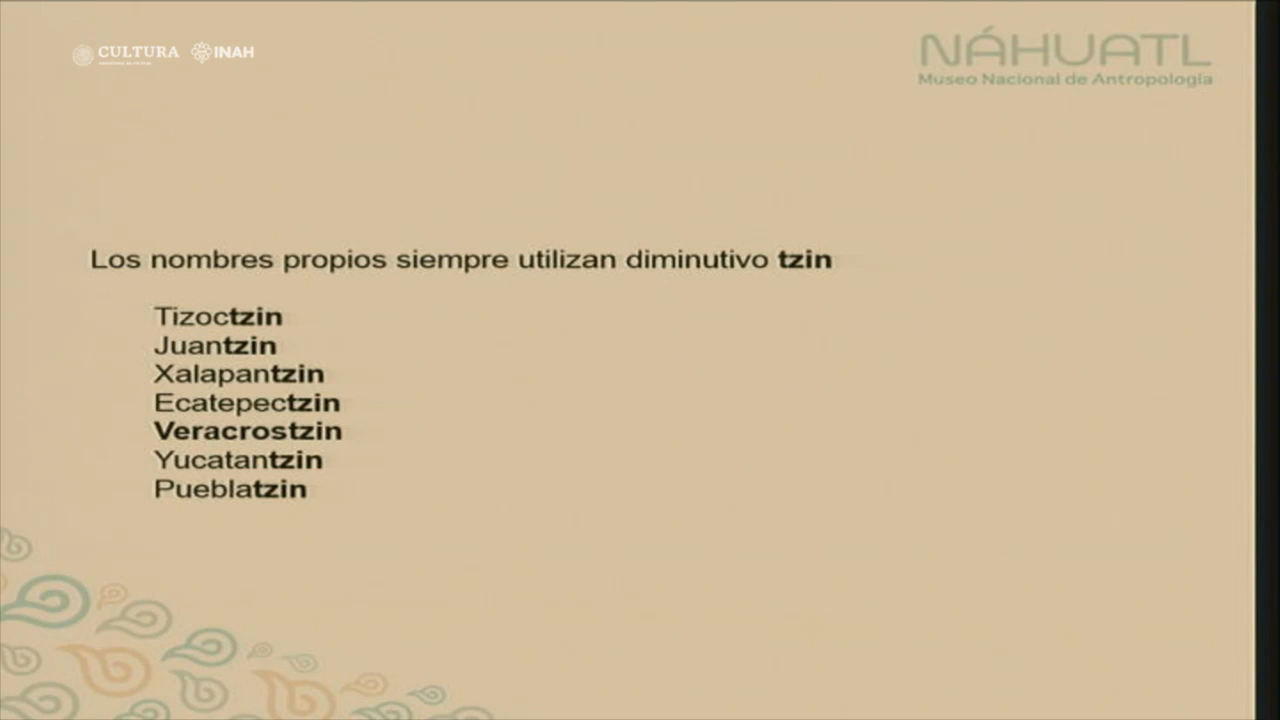 CULTURA INAH
NÁHUATL
Museo Nacional de Antropología
Los nombres propios siempre utilizan diminutivo tzin
Tizoctzin
Juantzin
Xalapantzin
Ecatepectzin
Veracrostzin
Yucatantzin
Pueblatzin